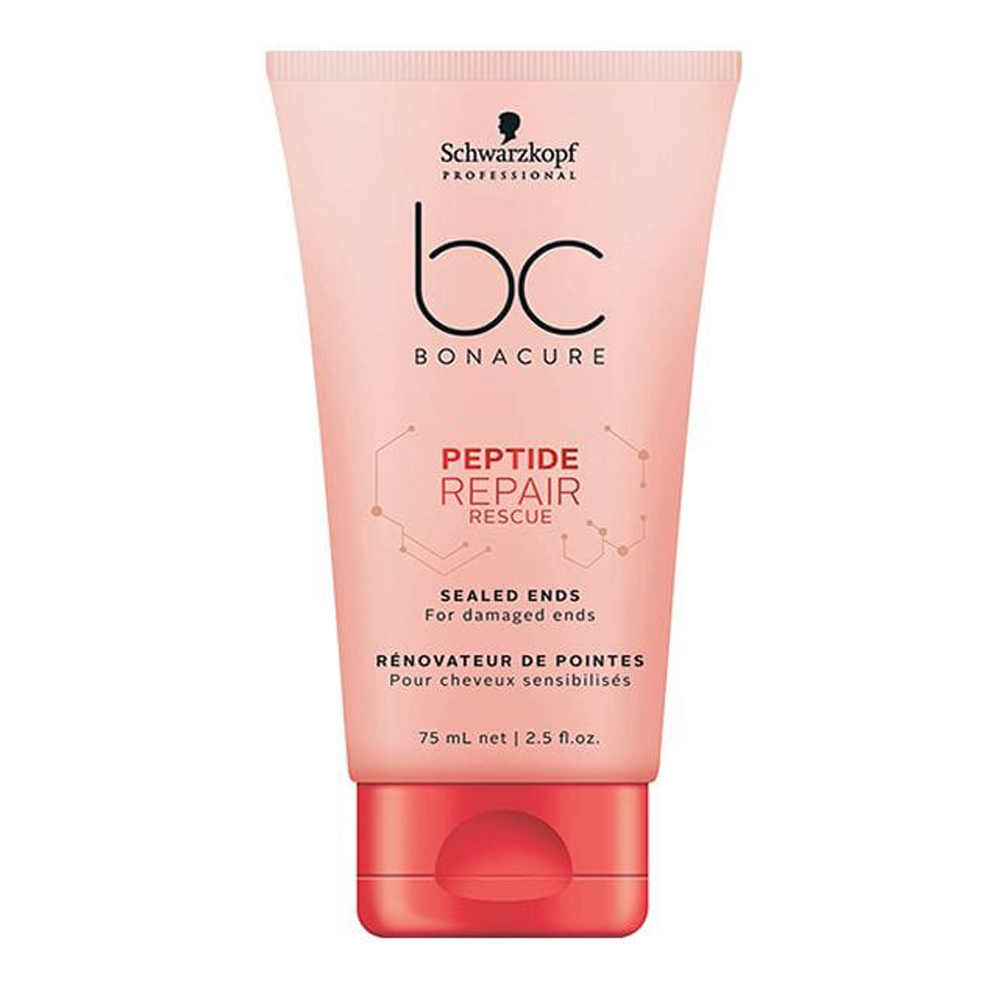 Schwarzkopf
PROFESSIONAL
bc
BONACURE
PEPTIDE
REPAIR
RESCUE
SEALED ENDS
For damaged ends
RÉNOVATEUR DE POINTES
Pour cheveux sensibilisés
75 mL net | 2.5 fl.oz.